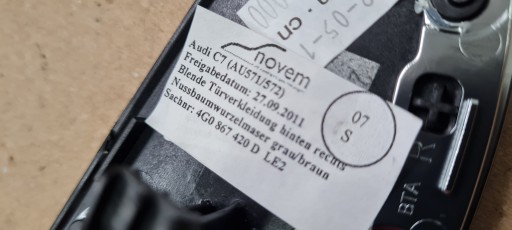 novem
Audi C7 (AU571/572)
Freigabedatum: 27.09.2011
Blende Türverkleidung hinten rechts
Nussbaumwurzelmaser grau/braun
Sachnr: 4G0 867 420 D LE2
07
S
BTA R